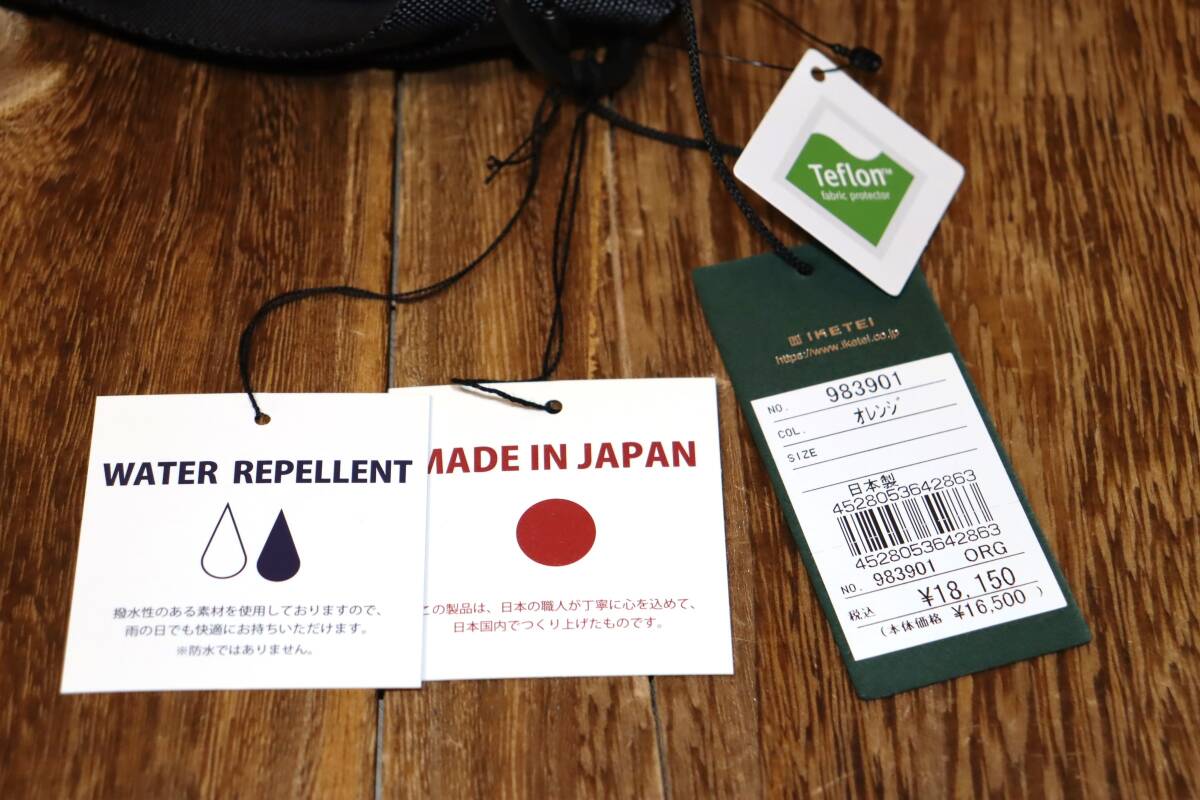 Teflon™
fabric protector
IKETEI
https://www.iketei.co.jp
NO. 983901
COL. オレンジ
SIZE
日本製
4528053642863
4528053642863
NO. 983901 ORG
税込 ¥18,150
(本体価格 ¥16,500 )
WATER REPELLENT
撥水性のある素材を使用しておりますので、
雨の日でも快適にお持ちいただけます。
※防水ではありません。
MADE IN JAPAN
この製品は、日本の職人が丁寧に心を込めて、
日本国内でつくり上げたものです。